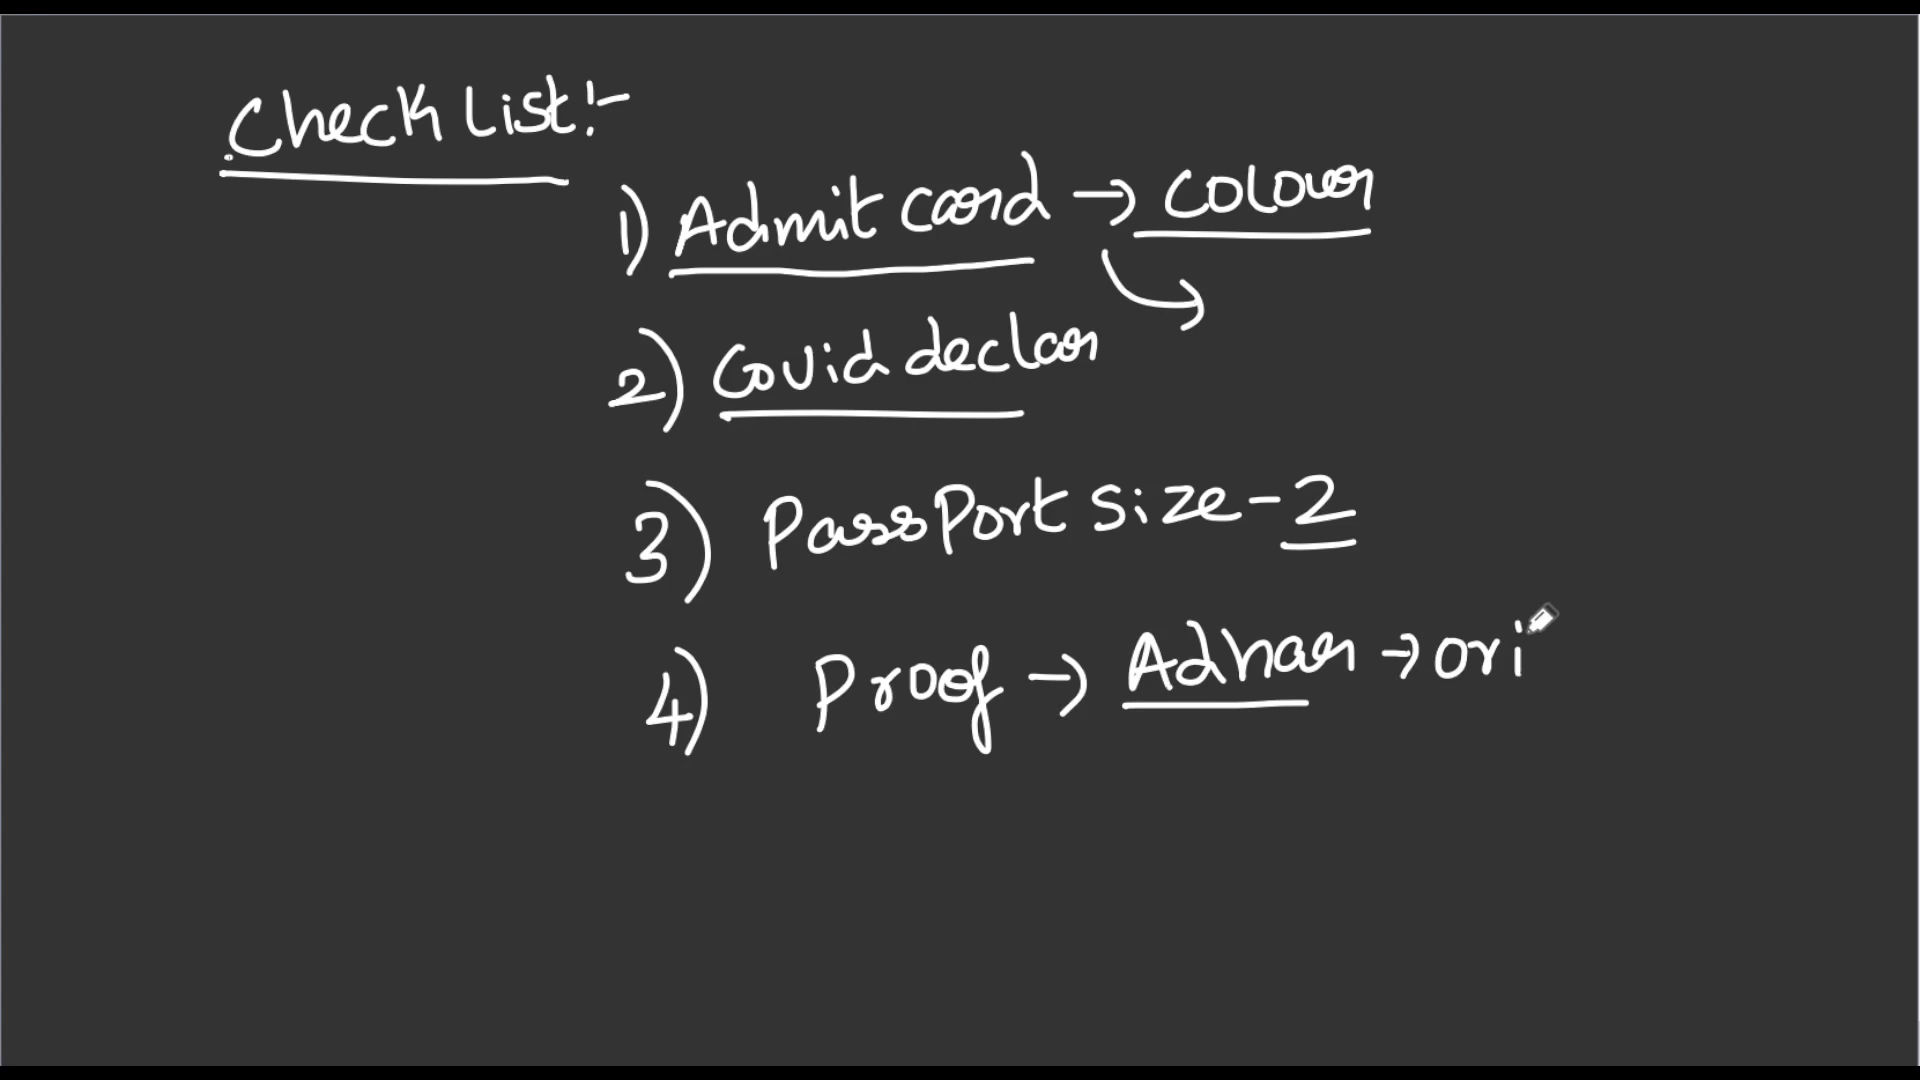 Check List:-
1) Admit card → colour
2) Covid declar
3) PassPort size - 2
4) Proof → Adhar → ori